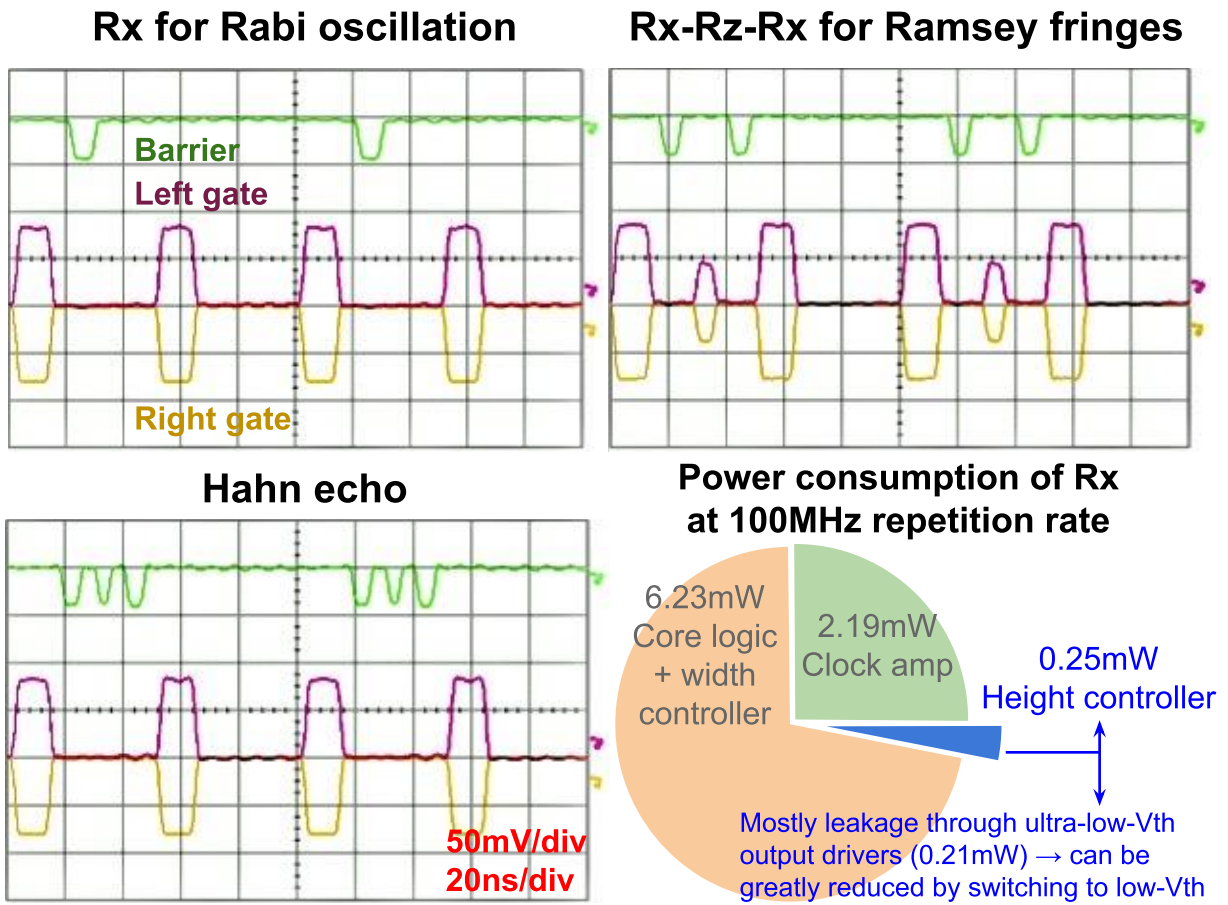 Rx for Rabi oscillation
Rx-Rz-Rx for Ramsey fringes
Barrier
Left gate
Right gate
Hahn echo
50mV/div
20ns/div
Power consumption of Rx
at 100MHz repetition rate
6.23mW
Core logic
+ width
controller
2.19mW
Clock amp
0.25mW
Height controller
Mostly leakage through ultra-low-Vth
output drivers (0.21mW) → can be
greatly reduced by switching to low-Vth